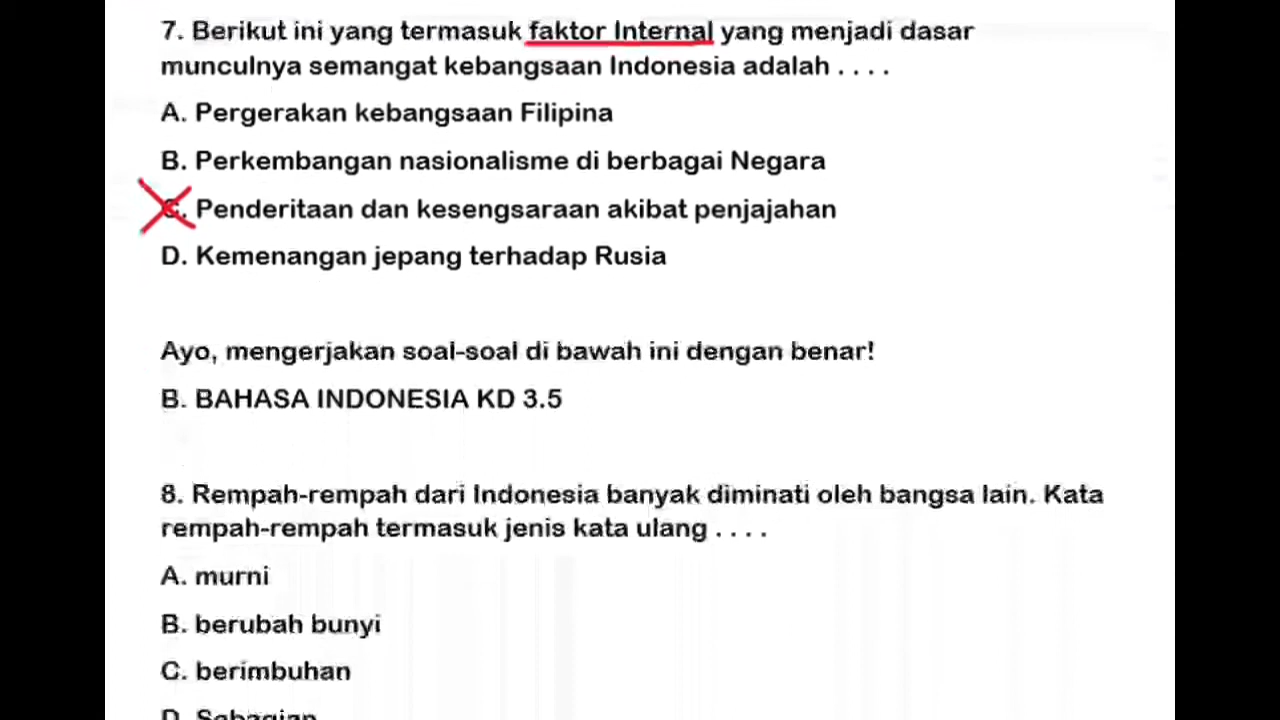 7. Berikut ini yang termasuk faktor Internal yang menjadi dasar
munculnya semangat kebangsaan Indonesia adalah . . . .
A. Pergerakan kebangsaan Filipina
B. Perkembangan nasionalisme di berbagai Negara
C. Penderitaan dan kesengsaraan akibat penjajahan
D. Kemenangan jepang terhadap Rusia
Ayo, mengerjakan soal-soal di bawah ini dengan benar!
B. BAHASA INDONESIA KD 3.5
8. Rempah-rempah dari Indonesia banyak diminati oleh bangsa lain. Kata
rempah-rempah termasuk jenis kata ulang . . . .
A. murni
B. berubah bunyi
C. berimbuhan
D. Sebagian